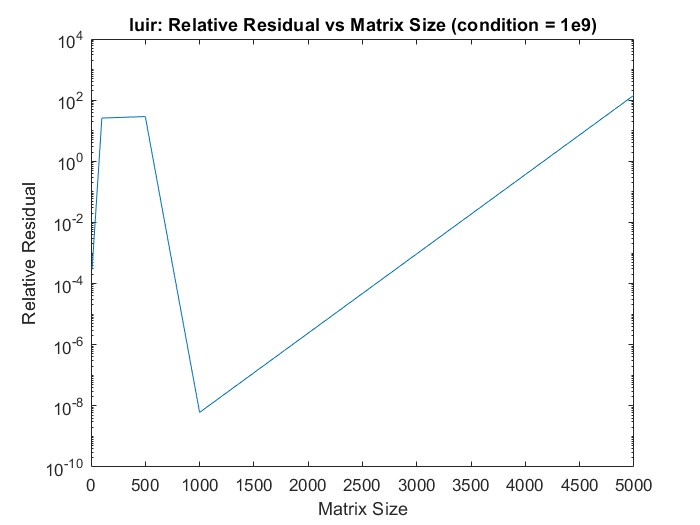 luir: Relative Residual vs Matrix Size (condition = 1e9)
10^4
10^2
10^0
10^-2
10^-4
10^-6
10^-8
10^-10
Relative Residual
0 500 1000 1500 2000 2500 3000 3500 4000 4500 5000
Matrix Size